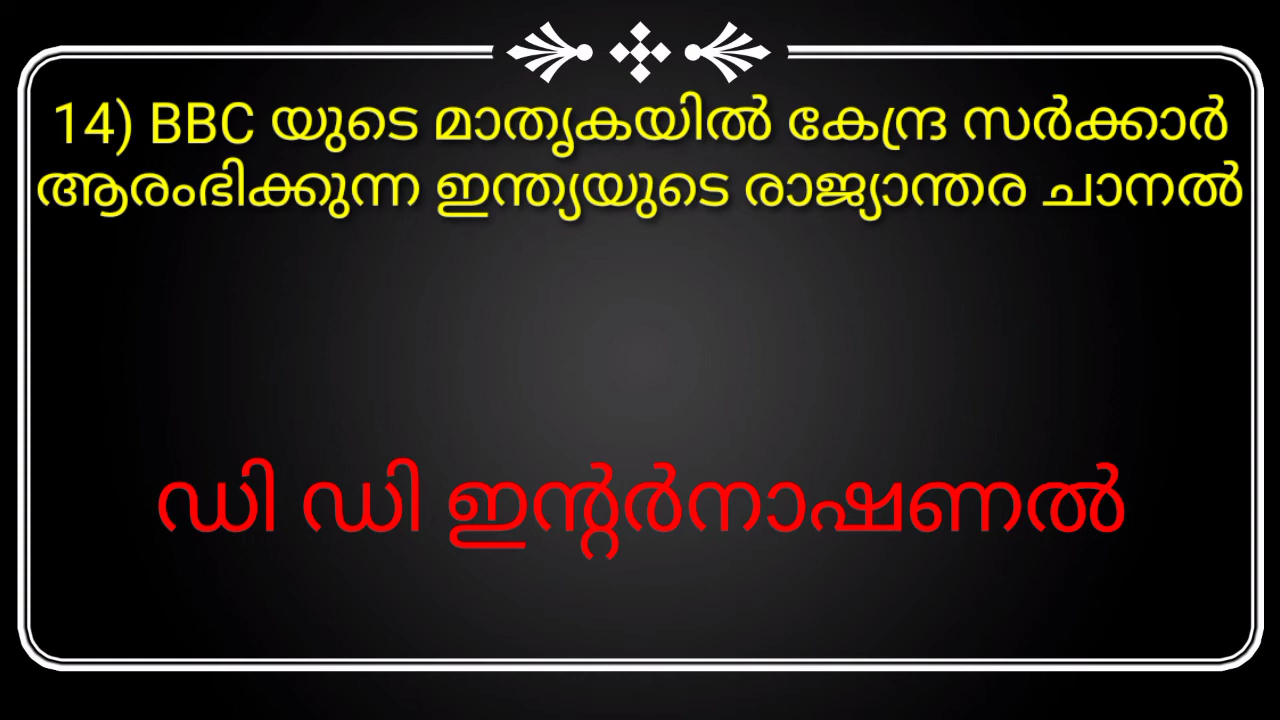 14) BBC യുടെ മാതൃകയിൽ കേന്ദ്ര സർക്കാർ
ആരംഭിക്കുന്ന ഇന്ത്യയുടെ രാജ്യാന്തര ചാനൽ
ഡി ഡി ഇന്റർനാഷണൽ